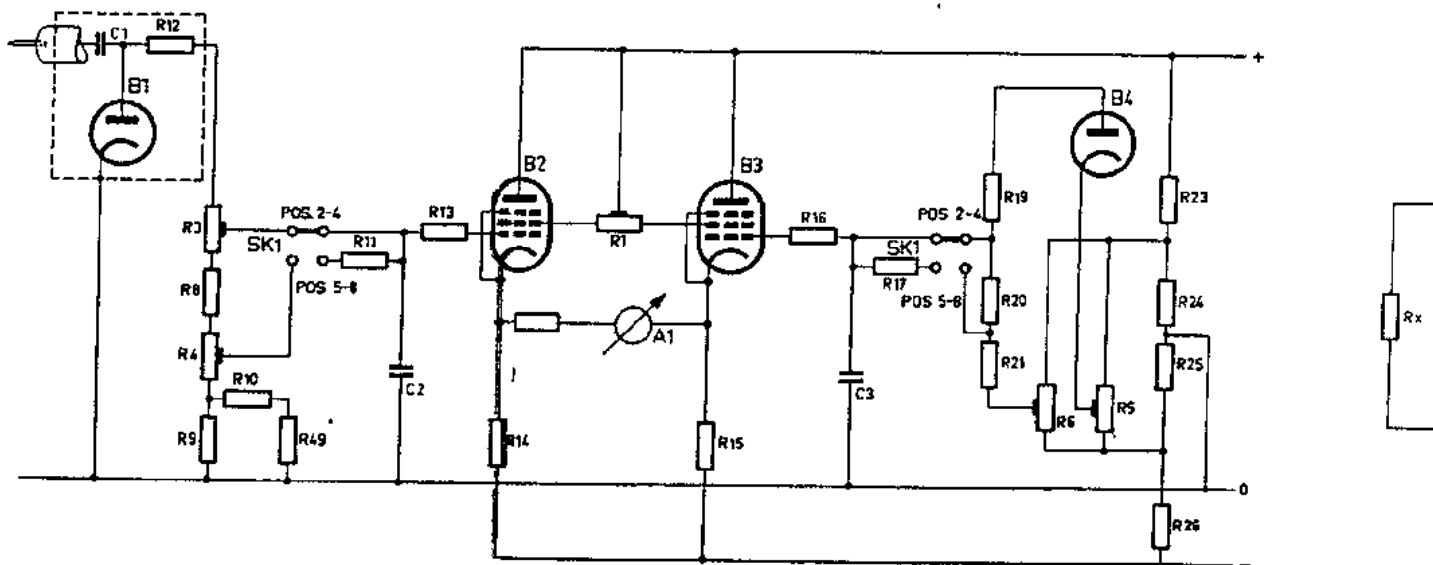 C1
R12
B1
B2
B3
B4
+
R3
POS. 2-4
SK1
R11
POS 5-8
R13
R1
R16
POS 2-4
SK1
R17
POS 5-8
R19
R23
R8
R4
R10
R9
R49
C2
A1
R14
R15
C3
R20
R21
R6
R5
R24
R25
R26
Rx
0
-